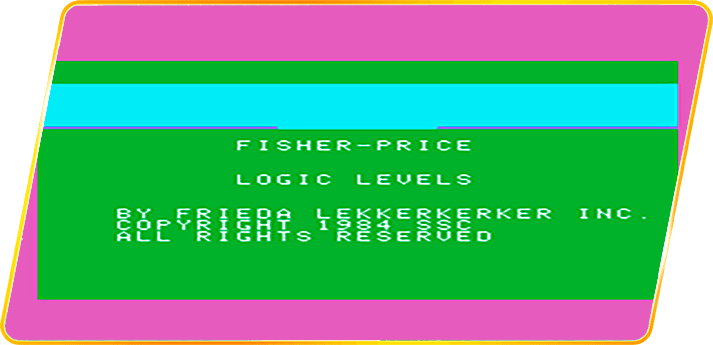 FISHER-PRICE
LOGIC LEVELS
BY FRIEDA LEKKERKERKER INC.
COPYRIGHT 1984 SSC
ALL RIGHTS RESERVED